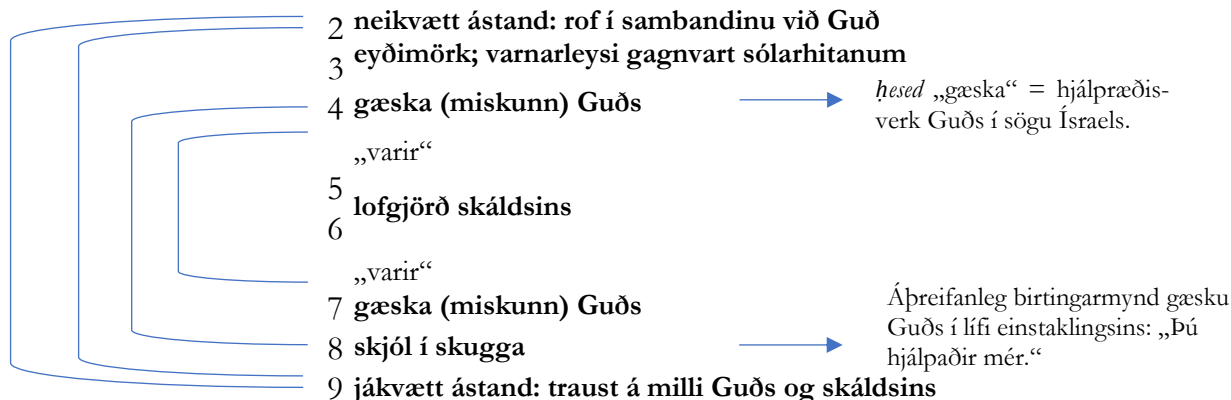 2 neikvætt ástand: rof í sambandinu við Guð
3 eyðimörk; varnarleysi gagnvart sólarhitanum
4 gæska (miskunn) Guðs
ḥesed „gæska“ = hjálpræðis-
verk Guðs í sögu Ísraels.
„varir“
5
6 lofgjörð skáldsins
„varir“
7 gæska (miskunn) Guðs
8 skjól í skugga
Áþreifanleg birtingarmynd gæsku
Guðs í lífi einstaklingsins: „Þú
hjálpaðir mér.“
9 jákvætt ástand: traust á milli Guðs og skáldsins